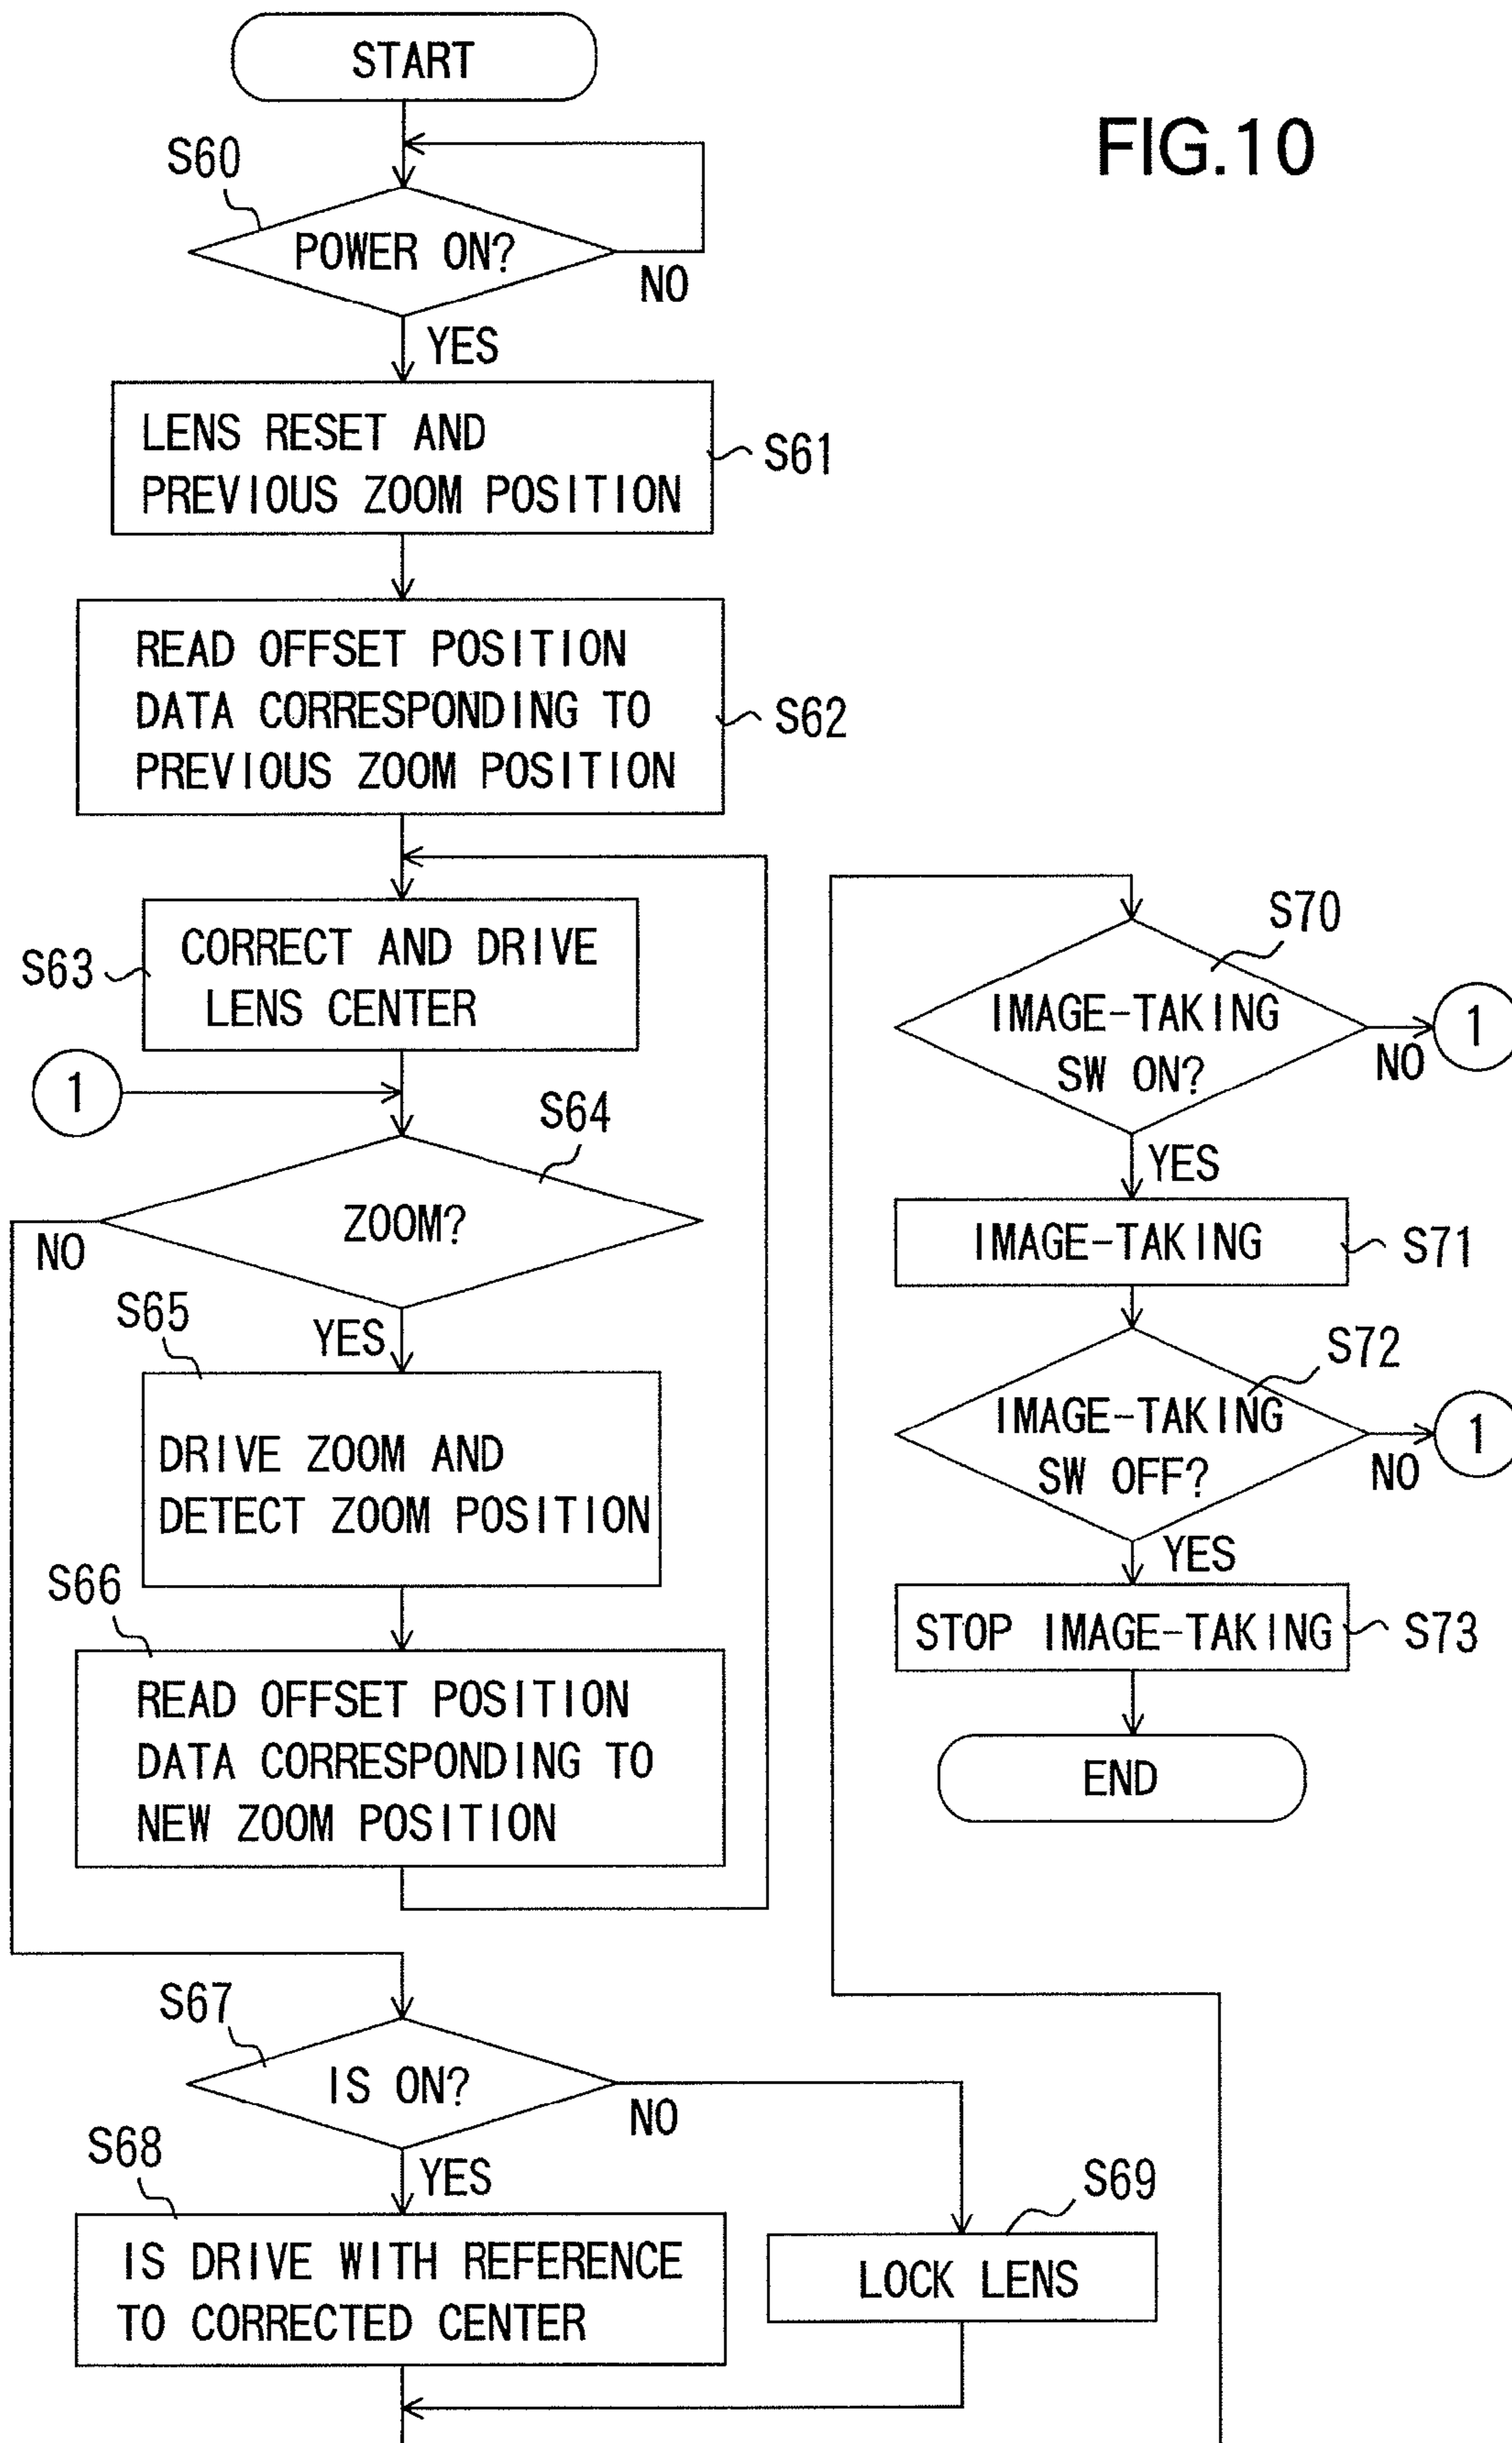 FIG.10
START
S60
POWER ON?
NO
YES
LENS RESET AND
PREVIOUS ZOOM POSITION
S61
READ OFFSET POSITION
DATA CORRESPONDING TO
PREVIOUS ZOOM POSITION
S62
CORRECT AND DRIVE
LENS CENTER
S63
1
S64
ZOOM?
NO
YES
S65
DRIVE ZOOM AND
DETECT ZOOM POSITION
S66
READ OFFSET POSITION
DATA CORRESPONDING TO
NEW ZOOM POSITION
S67
IS ON?
NO
YES
S68
IS DRIVE WITH REFERENCE
TO CORRECTED CENTER
S69
LOCK LENS
S70
IMAGE-TAKING
SW ON?
NO
1
YES
IMAGE-TAKING
S71
S72
IMAGE-TAKING
SW OFF?
NO
1
YES
STOP IMAGE-TAKING
S73
END